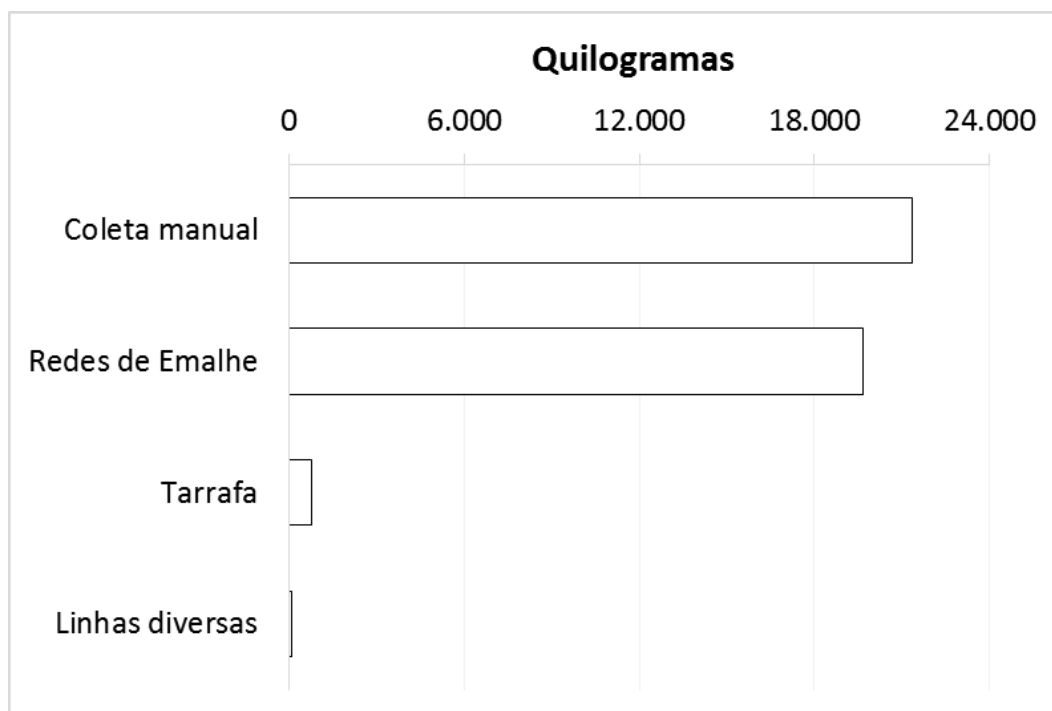 Quilogramas
0 6.000 12.000 18.000 24.000
Coleta manual
Redes de Emalhe
Tarrafa
Linhas diversas